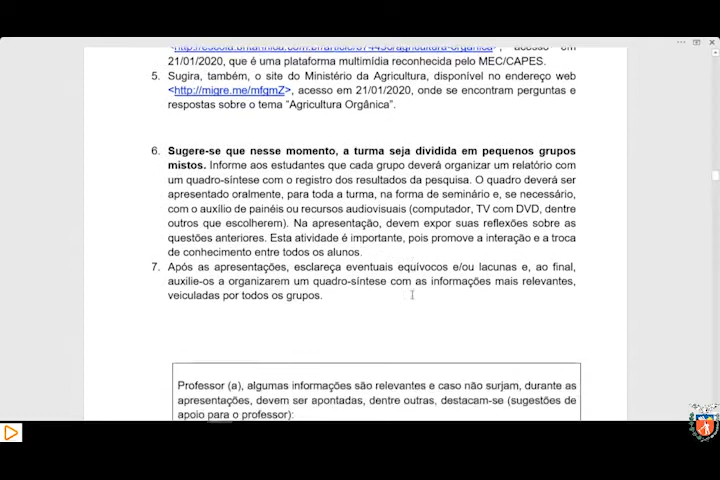 21/01/2020, que é uma plataforma multimídia reconhecida pelo MEC/CAPES.
5. Sugira, também, o site do Ministério da Agricultura, disponível no endereço web
<http://migre.me/mfgmZ>, acesso em 21/01/2020, onde se encontram perguntas e
respostas sobre o tema “Agricultura Orgânica”.
6. Sugere-se que nesse momento, a turma seja dividida em pequenos grupos
mistos. Informe aos estudantes que cada grupo deverá organizar um relatório com
um quadro-síntese com o registro dos resultados da pesquisa. O quadro deverá ser
apresentado oralmente, para toda a turma, na forma de seminário e, se necessário,
com o auxílio de painéis ou recursos audiovisuais (computador, TV com DVD, dentre
outros que escolherem). Na apresentação, devem expor suas reflexões sobre as
questões anteriores. Esta atividade é importante, pois promove a interação e a troca
de conhecimento entre todos os alunos.
7. Após as apresentações, esclareça eventuais equívocos e/ou lacunas e, ao final,
auxilie-os a organizarem um quadro-síntese com as informações mais relevantes,
veiculadas por todos os grupos.
Professor (a), algumas informações são relevantes e caso não surjam, durante as
apresentações, devem ser apontadas, dentre outras, destacam-se (sugestões de
apoio para o professor):